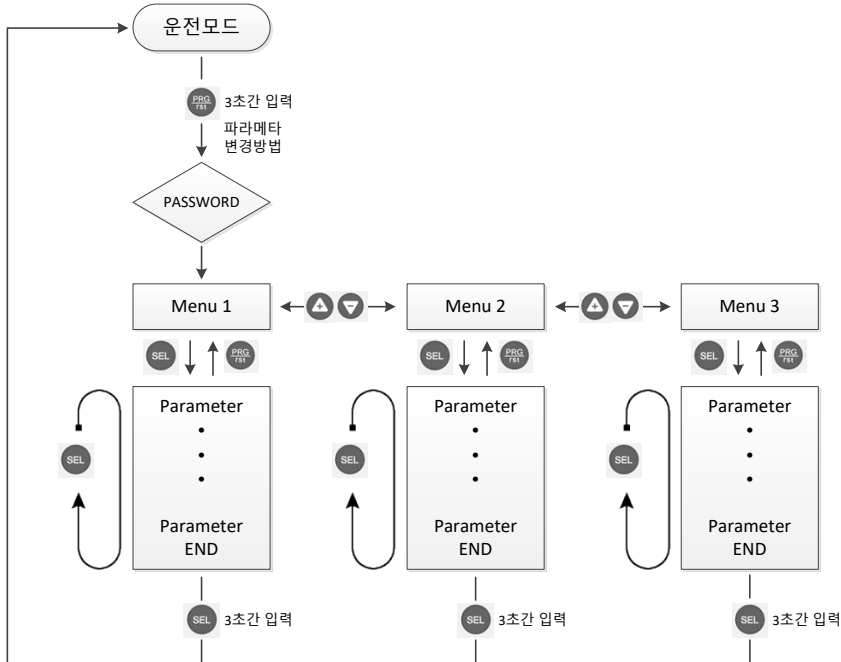 운전모드
PRG
rst
3초간 입력
파라메타
변경방법
PASSWORD
Menu 1
Menu 2
Menu 3
SEL
PRG
rst
SEL
PRG
rst
SEL
PRG
rst
Parameter
SEL
Parameter
END
Parameter
SEL
Parameter
END
Parameter
SEL
Parameter
END
SEL
3초간 입력
SEL
3초간 입력
SEL
3초간 입력